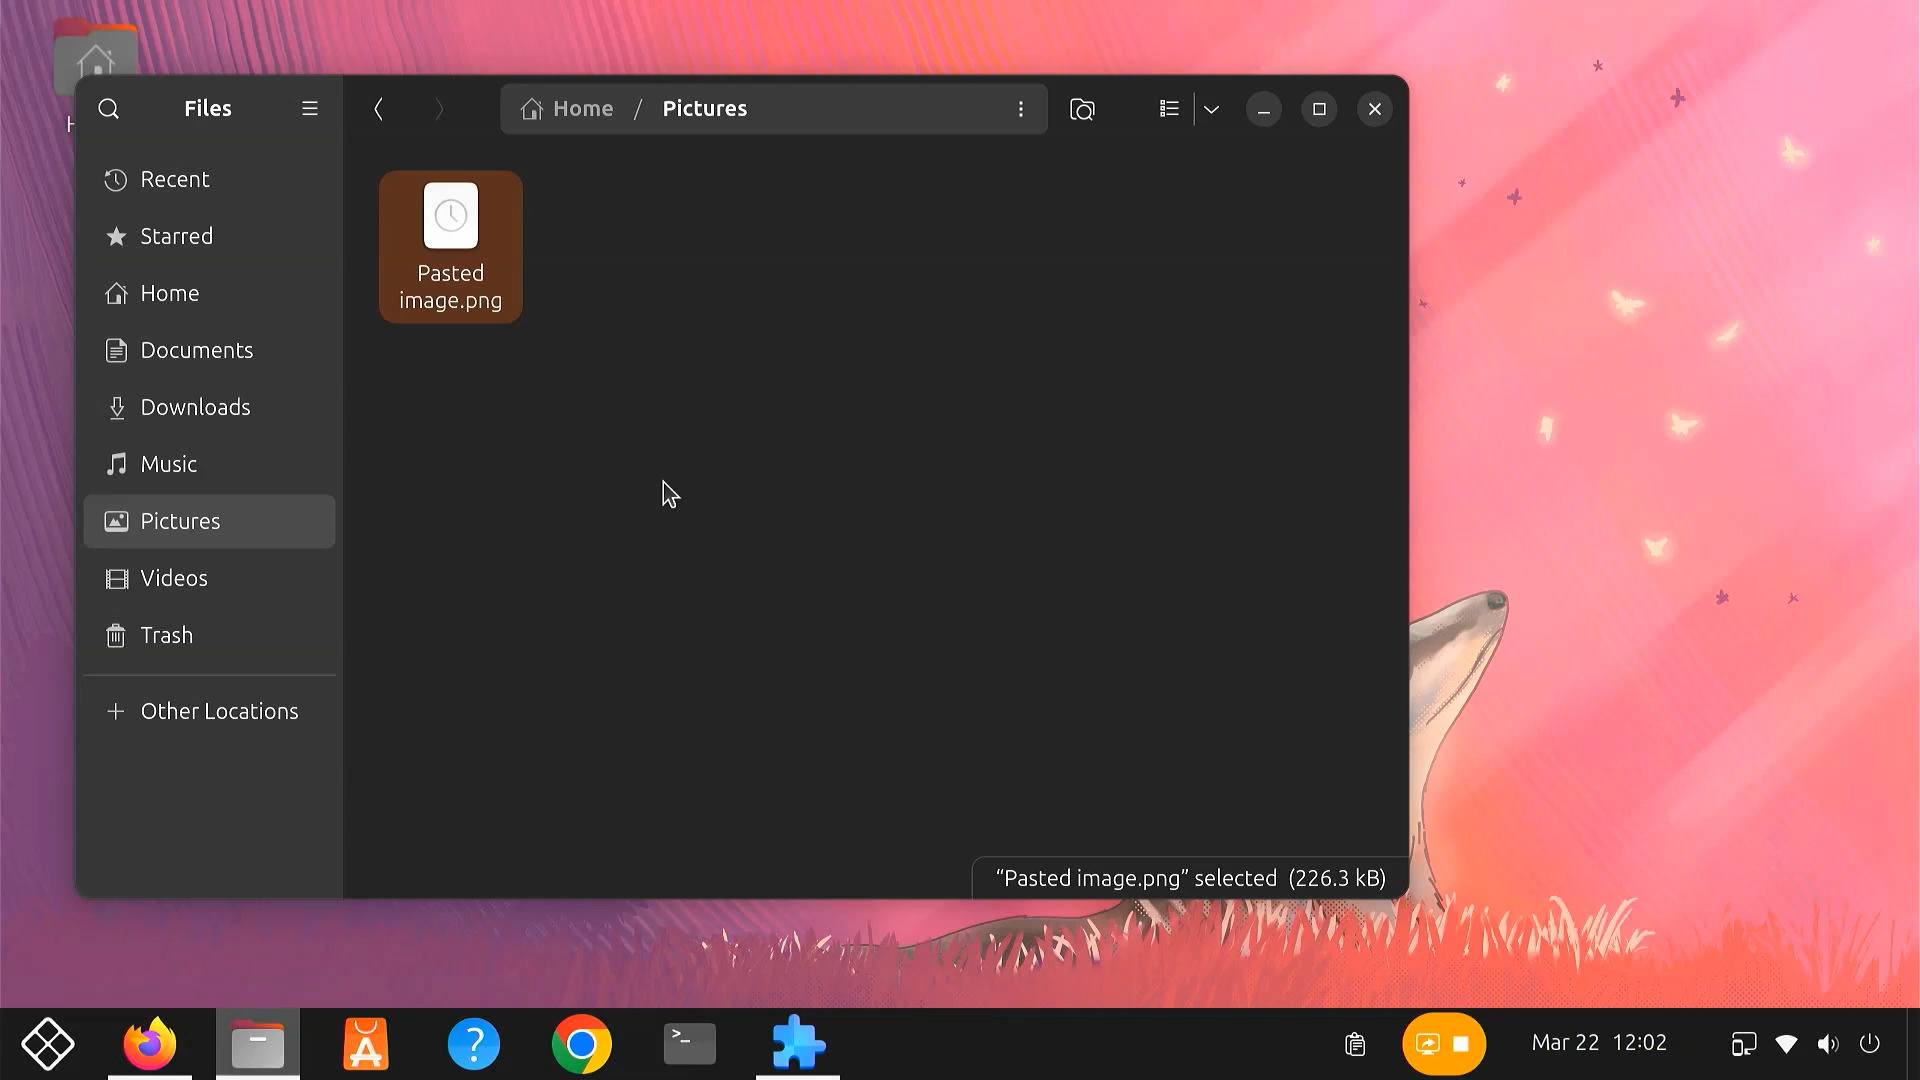 Files
Home / Pictures
Recent
Starred
Home
Documents
Downloads
Music
Pictures
Videos
Trash
Other Locations
Pasted
image.png
“Pasted image.png” selected (226.3 kB)
Mar 22 12:02